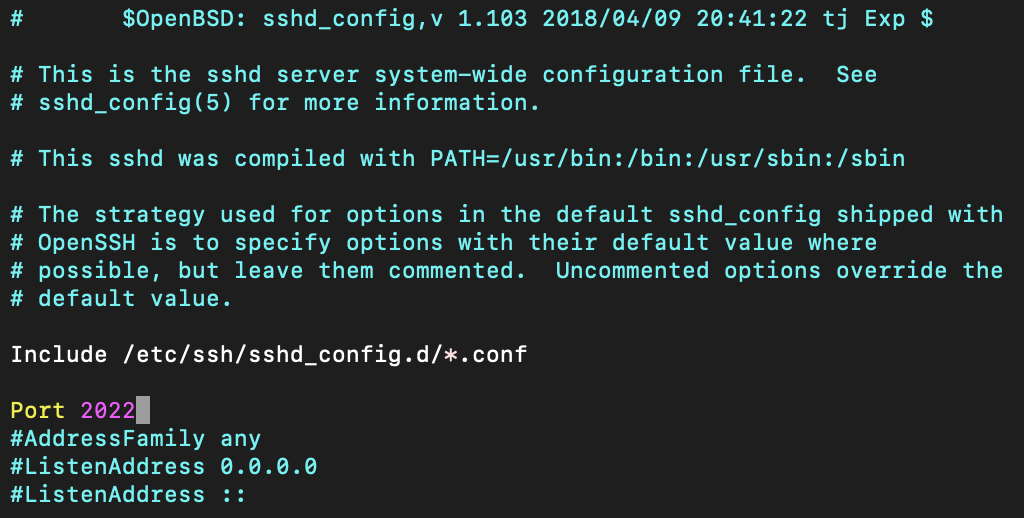 #       $OpenBSD: sshd_config,v 1.103 2018/04/09 20:41:22 tj Exp $
# This is the sshd server system-wide configuration file.  See
# sshd_config(5) for more information.
# This sshd was compiled with PATH=/usr/bin:/bin:/usr/sbin:/sbin
# The strategy used for options in the default sshd_config shipped with
# OpenSSH is to specify options with their default value where
# possible, but leave them commented.  Uncommented options override the
# default value.
Include /etc/ssh/sshd_config.d/*.conf
Port 2022
#AddressFamily any
#ListenAddress 0.0.0.0
#ListenAddress ::